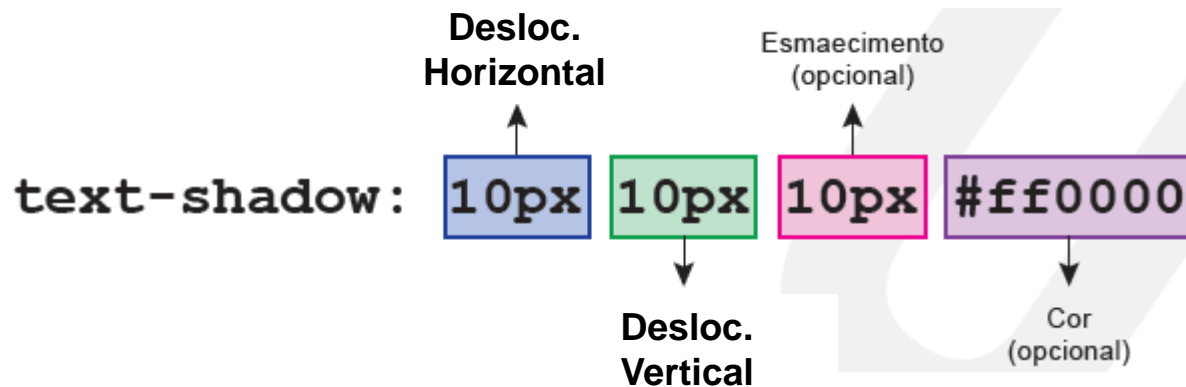 Desloc.
Horizontal
Esmaecimento
(opcional)
text-shadow: 10px 10px 10px #ff0000
Desloc.
Vertical
Cor
(opcional)